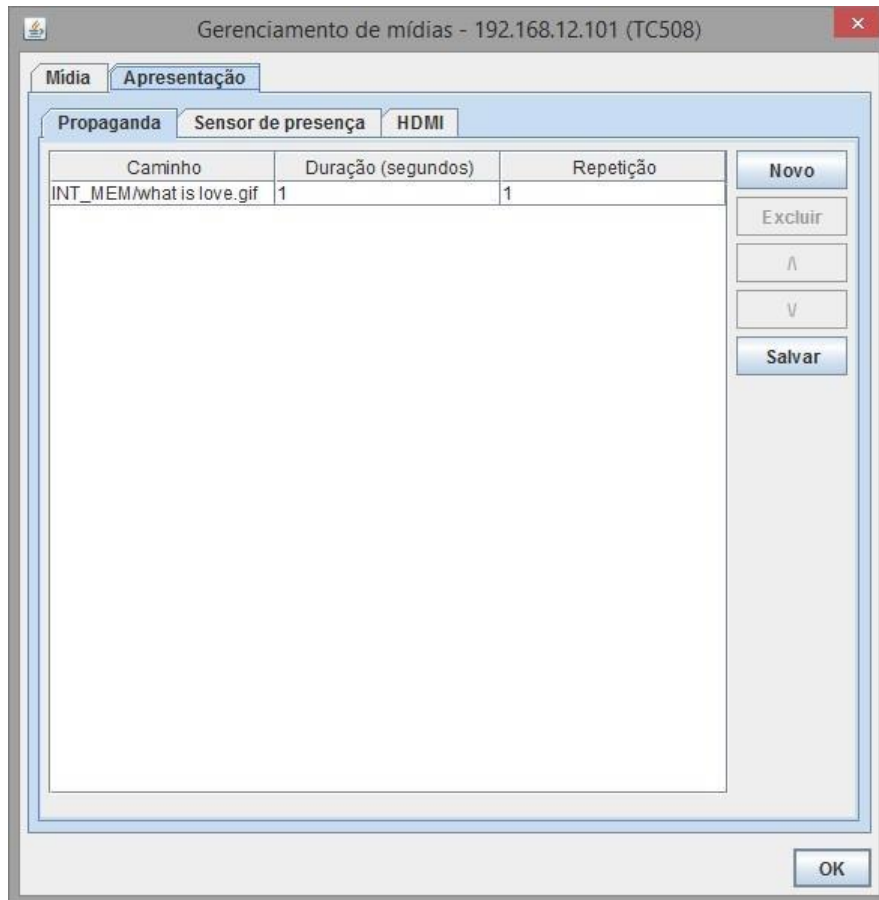 Gerenciamento de mídias - 192.168.12.101 (TC508)
Mídia Apresentação
Propaganda Sensor de presença HDMI
Caminho Duração (segundos) Repetição Novo
INT_MEM/what is love.gif 1 1
Excluir
/\
\/
Salvar
OK